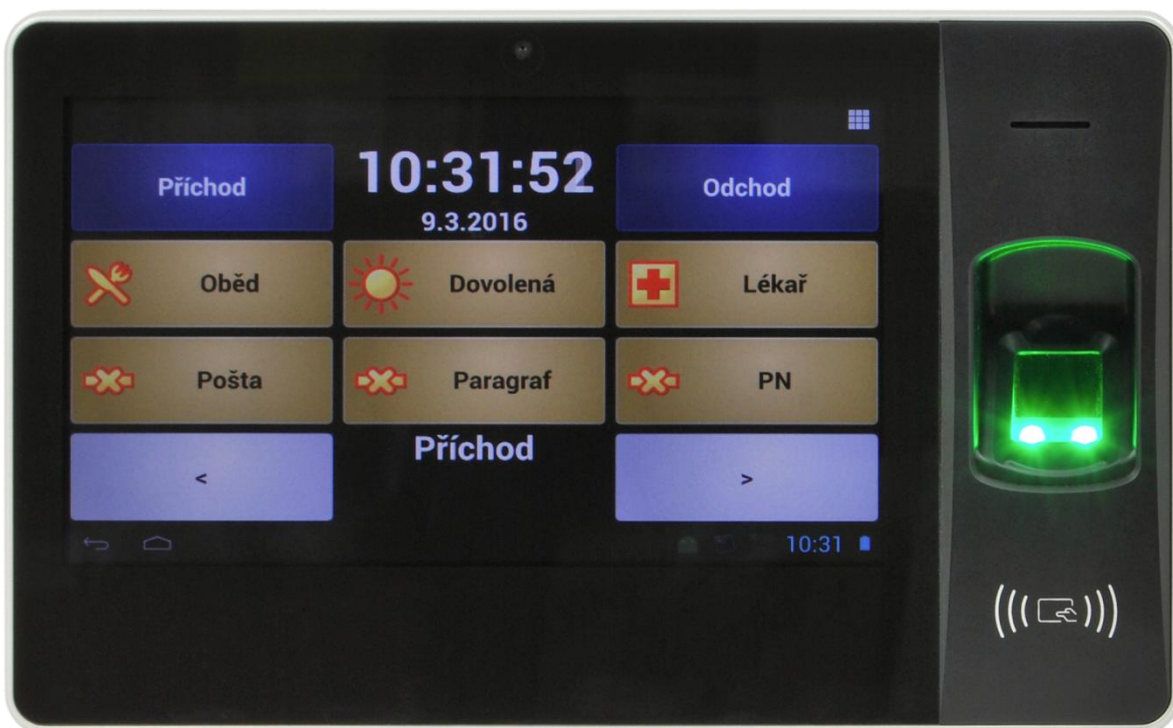 Příchod
10:31:52
Odchod
9.3.2016
Oběd
Dovolená
Lékař
Pošta
Paragraf
PN
<
Příchod
>
10:31